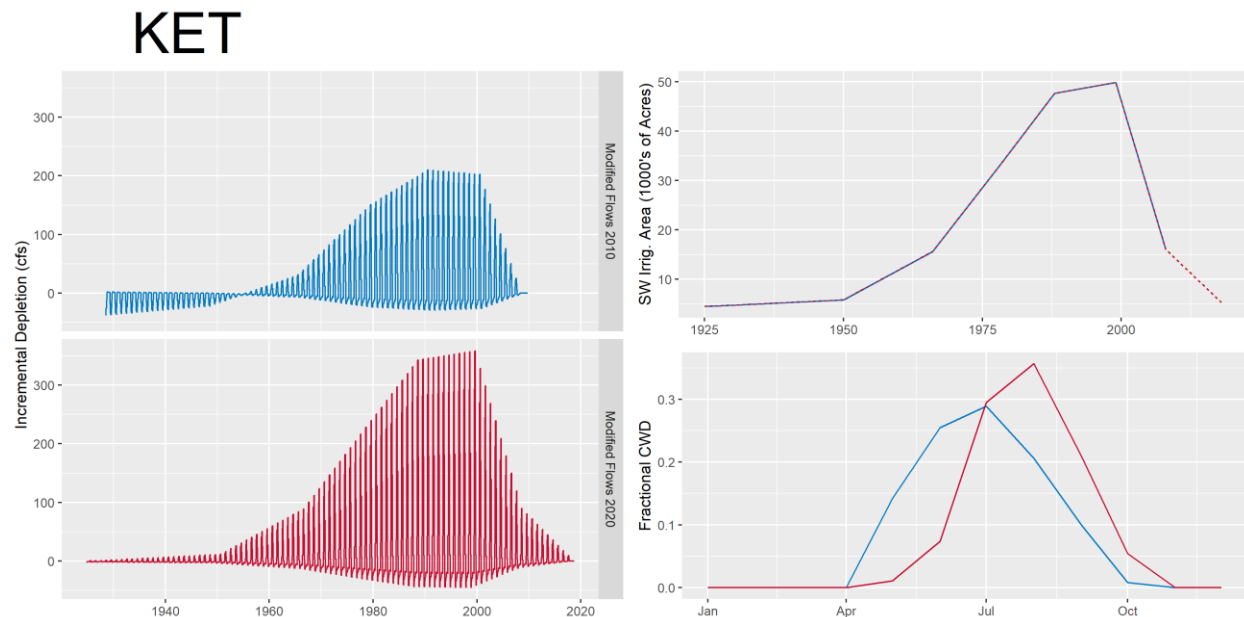 KET
Incremental Depletion (cfs)
300
200
100
0
Modified Flows 2010
300
200
100
0
Modified Flows 2020
1940 1960 1980 2000 2020
SW Irrig. Area (1000's of Acres)
50
40
30
20
10
1925 1950 1975 2000
Fractional CWD
0.3
0.2
0.1
0.0
Jan Apr Jul Oct